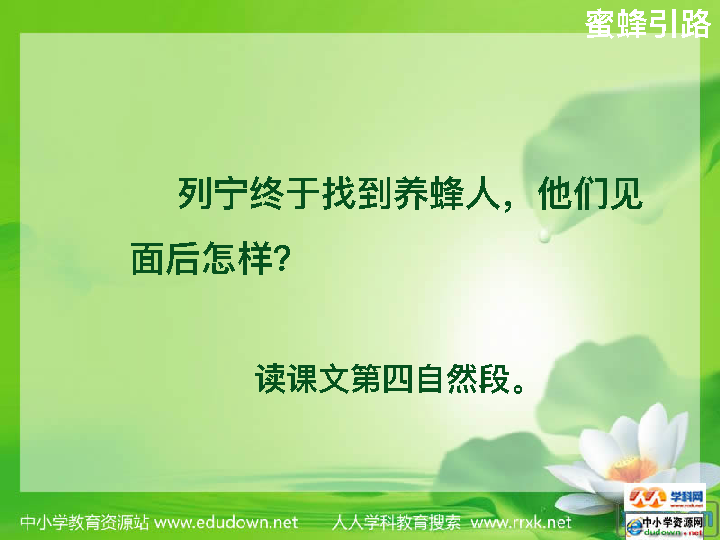 蜜蜂引路
列宁终于找到养蜂人，他们见
面后怎样？
读课文第四自然段。
学科网
www.rrxk.net
中小学教育资源站 www.edudown.net 人人学科教育搜索 www.rrxk.net
中小学资源网
edudown.net